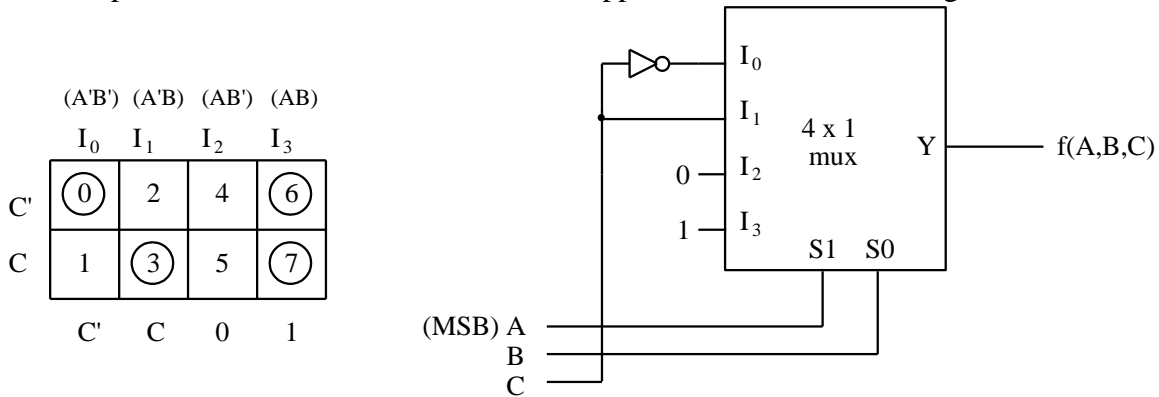 (A'B') (A'B) (AB') (AB)
I0 I1 I2 I3
C' 0 2 4 6
C 1 3 5 7
C' C 0 1
I0
I1
4 x 1
mux
Y
f(A,B,C)
0 I2
1 I3
S1 S0
(MSB) A
B
C